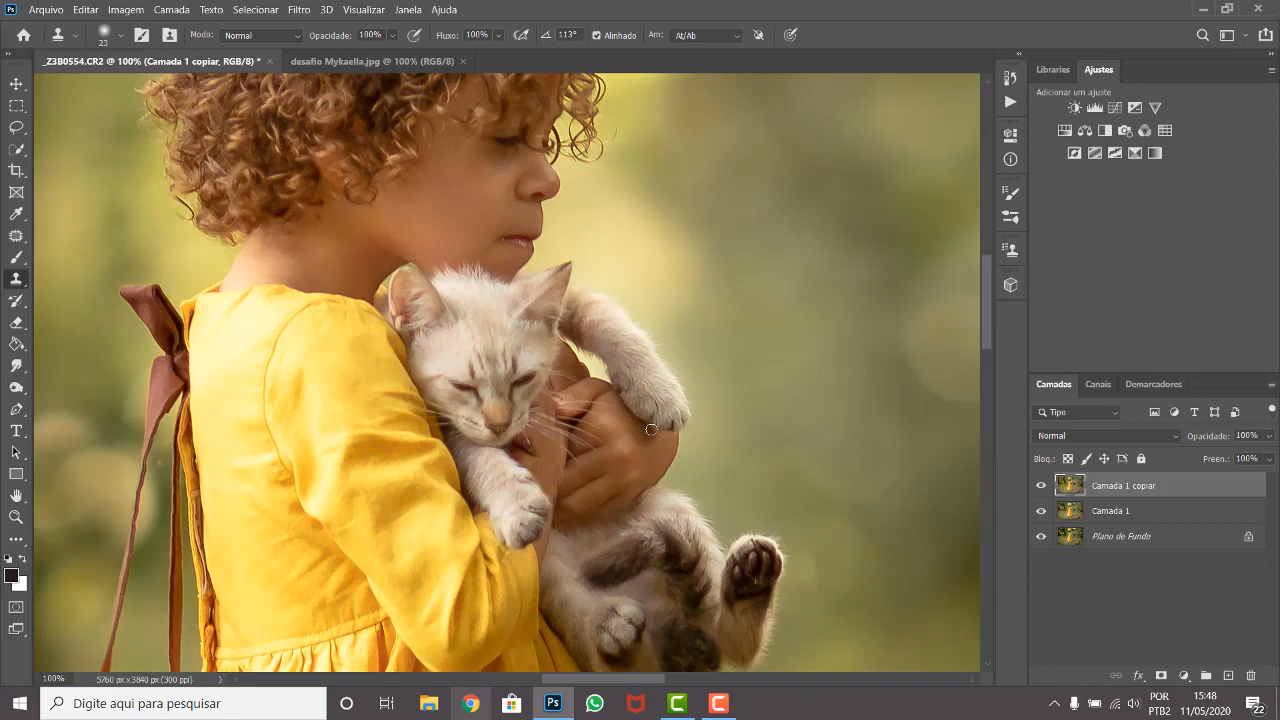 Ps Arquivo Editar Imagem Camada Texto Selecionar Filtro 3D Visualizar Janela Ajuda
23 Modo: Normal Opacidade: 100% Fluxo: 100% 113° Alinhado Am: At/Ab
_Z3B0554.CR2 @ 100% (Camada 1 copiar, RGB/8) * × desafio Mykaella.jpg @ 100% (RGB/8) ×
Libraries Ajustes
Adicionar um ajuste
Camadas Canais Demarcadores
Tipo
Normal Opacidade: 100%
Bloq.: Preen.: 100%
Camada 1 copiar
Camada 1
Plano de Fundo
100% 5760 px x 3840 px (300 ppi)
Digite aqui para pesquisar
Ps
POR 15:48
PTB2 11/05/2020
22